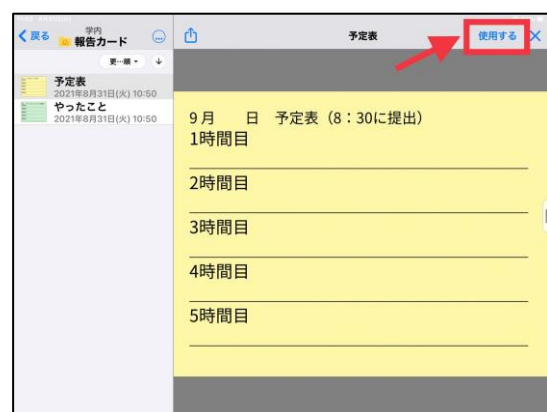 戻る
学内
報告カード
更…順
予定表
2021年8月31日(火) 10:50
やったこと
2021年8月31日(火) 10:50
予定表
使用する
9月　日　予定表（8：30に提出）
1時間目
2時間目
3時間目
4時間目
5時間目